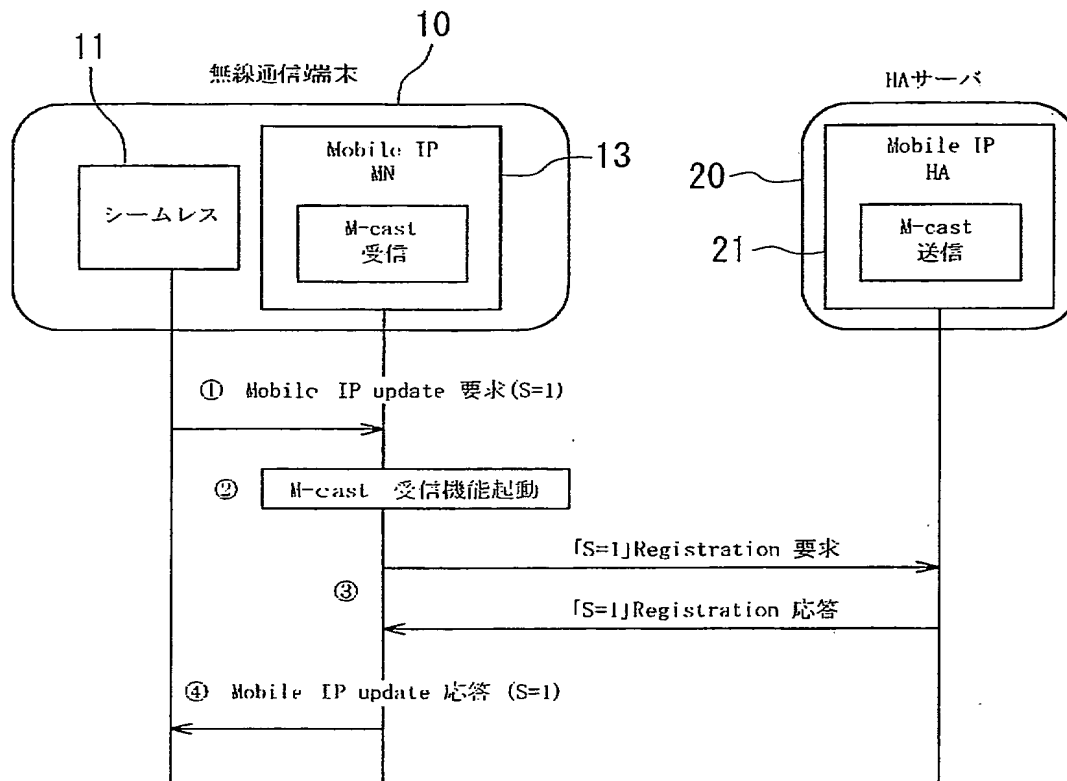 11
10
無線通信端末
HAサーバ
シームレス
Mobile IP
MN
M-cast
受信
13
20
21
Mobile IP
HA
M-cast
送信
① Mobile IP update 要求(S=1)
② M-cast 受信機能起動
「S=1」Registration 要求
③
「S=1」Registration 応答
④ Mobile IP update 応答 (S=1)